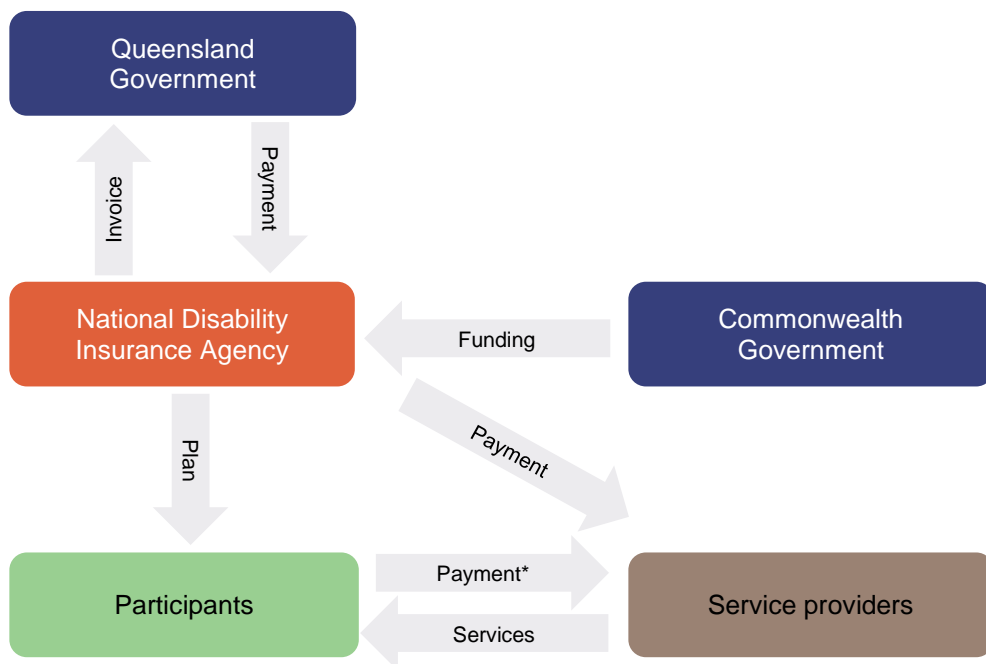 Queensland
Government
Invoice
Payment
National Disability
Insurance Agency
Funding
Commonwealth
Government
Plan
Payment
Participants
Payment*
Services
Service providers